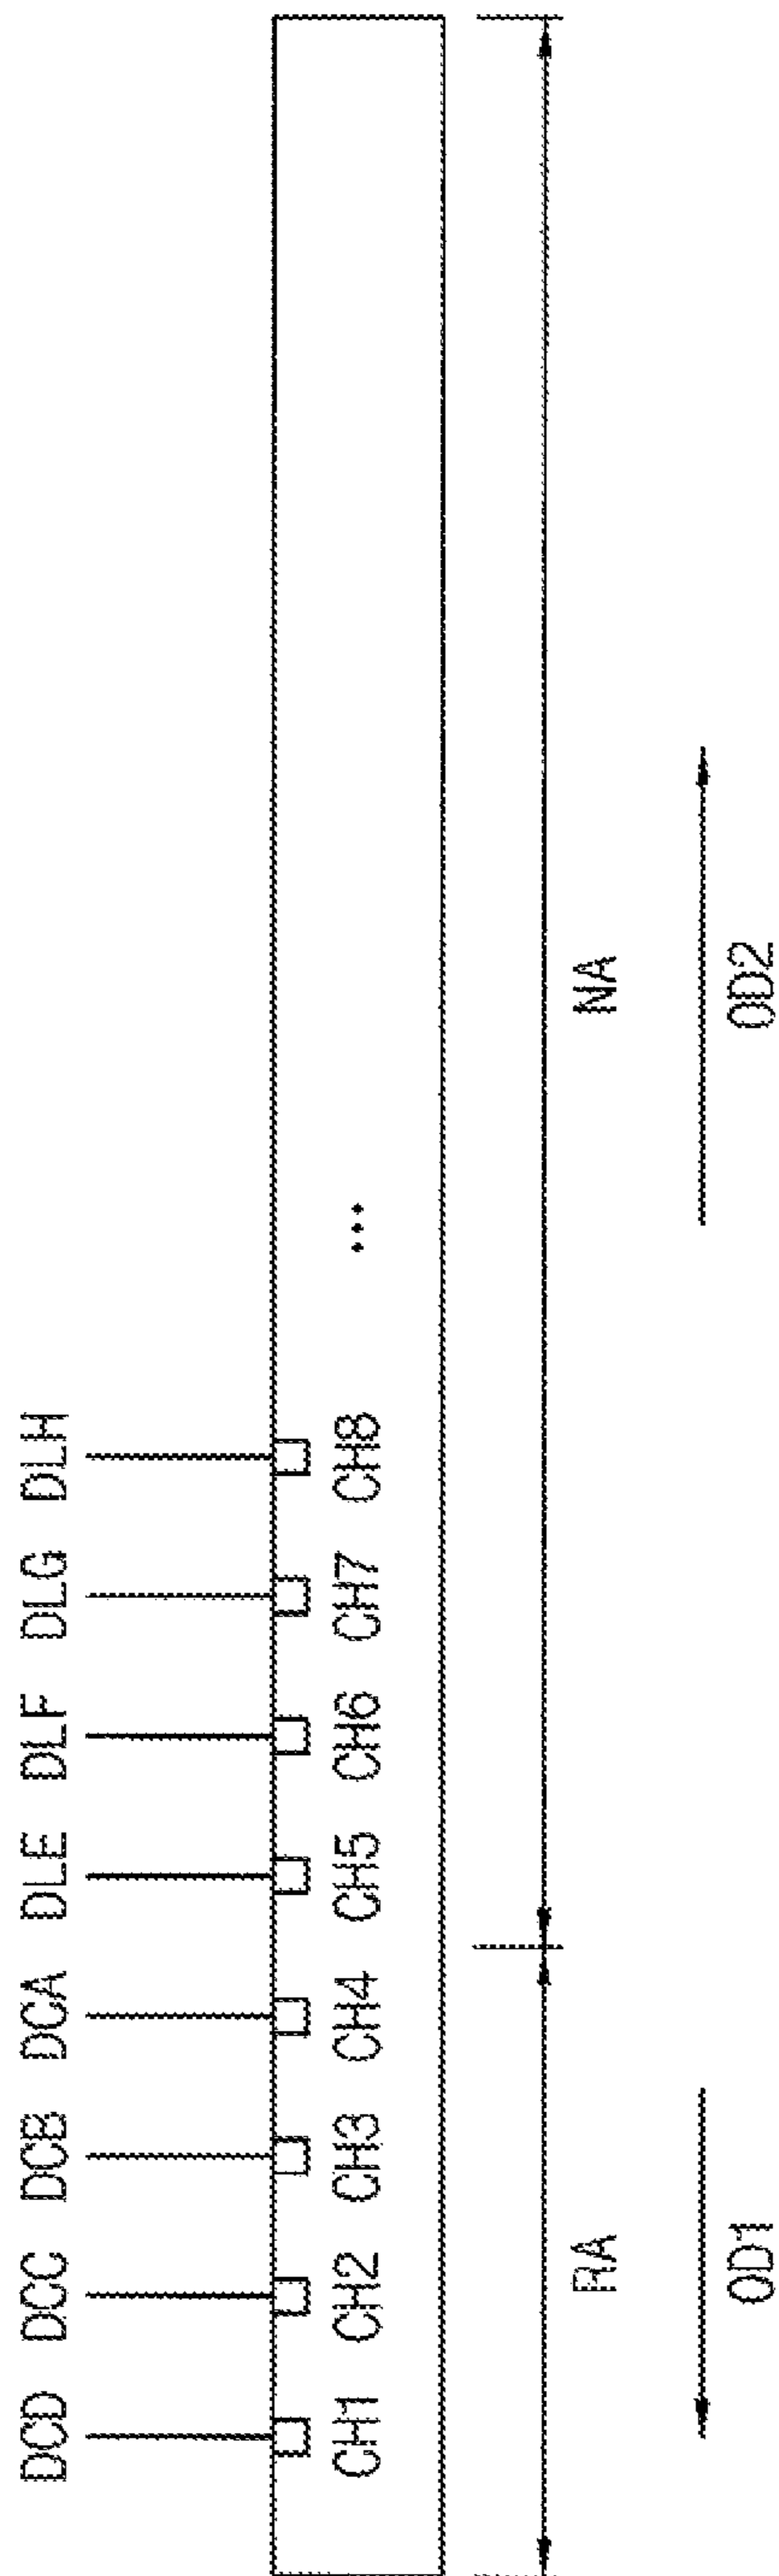 DCD DCC DCB DCA DLE DLF DLG DLH
CH1 CH2 CH3 CH4 CH5 CH6 CH7 CH8 ...
RA NA
OD1 OD2